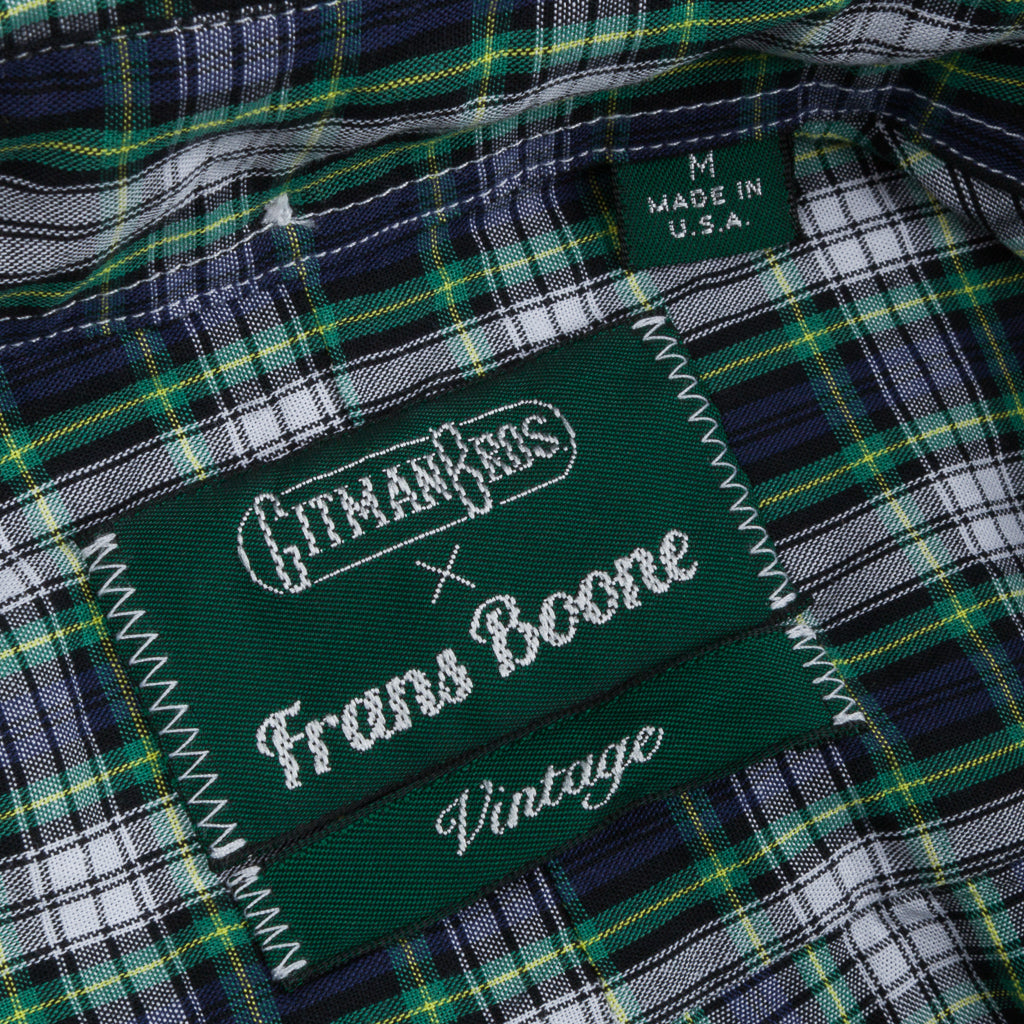 M
MADE IN
U.S.A.
GITMAN BROS
X
Frans Boone
Vintage